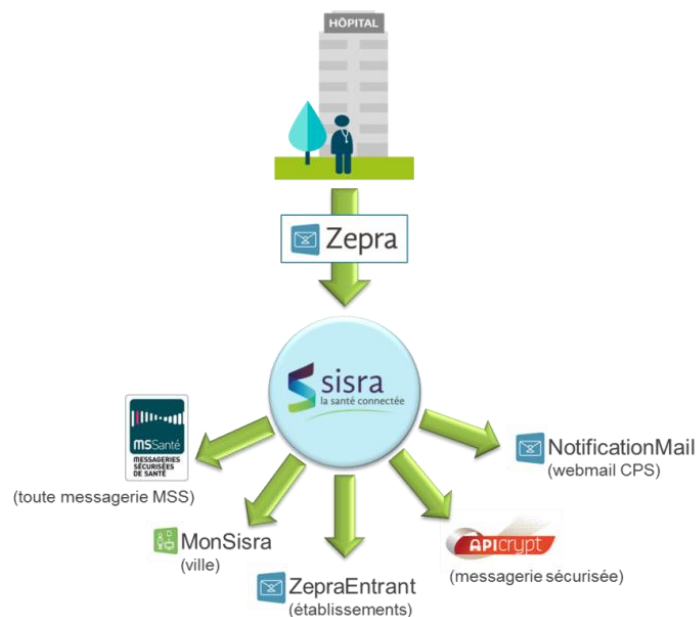 HÔPITAL
Zepra
sisra
la santé connectée
MSSanté
MESSAGERIES
SÉCURISÉES
DE SANTÉ
(toute messagerie MSS)
NotificationMail
(webmail CPS)
MonSisra
(ville)
APIcrypt
(messagerie sécurisée)
ZepraEntrant
(établissements)